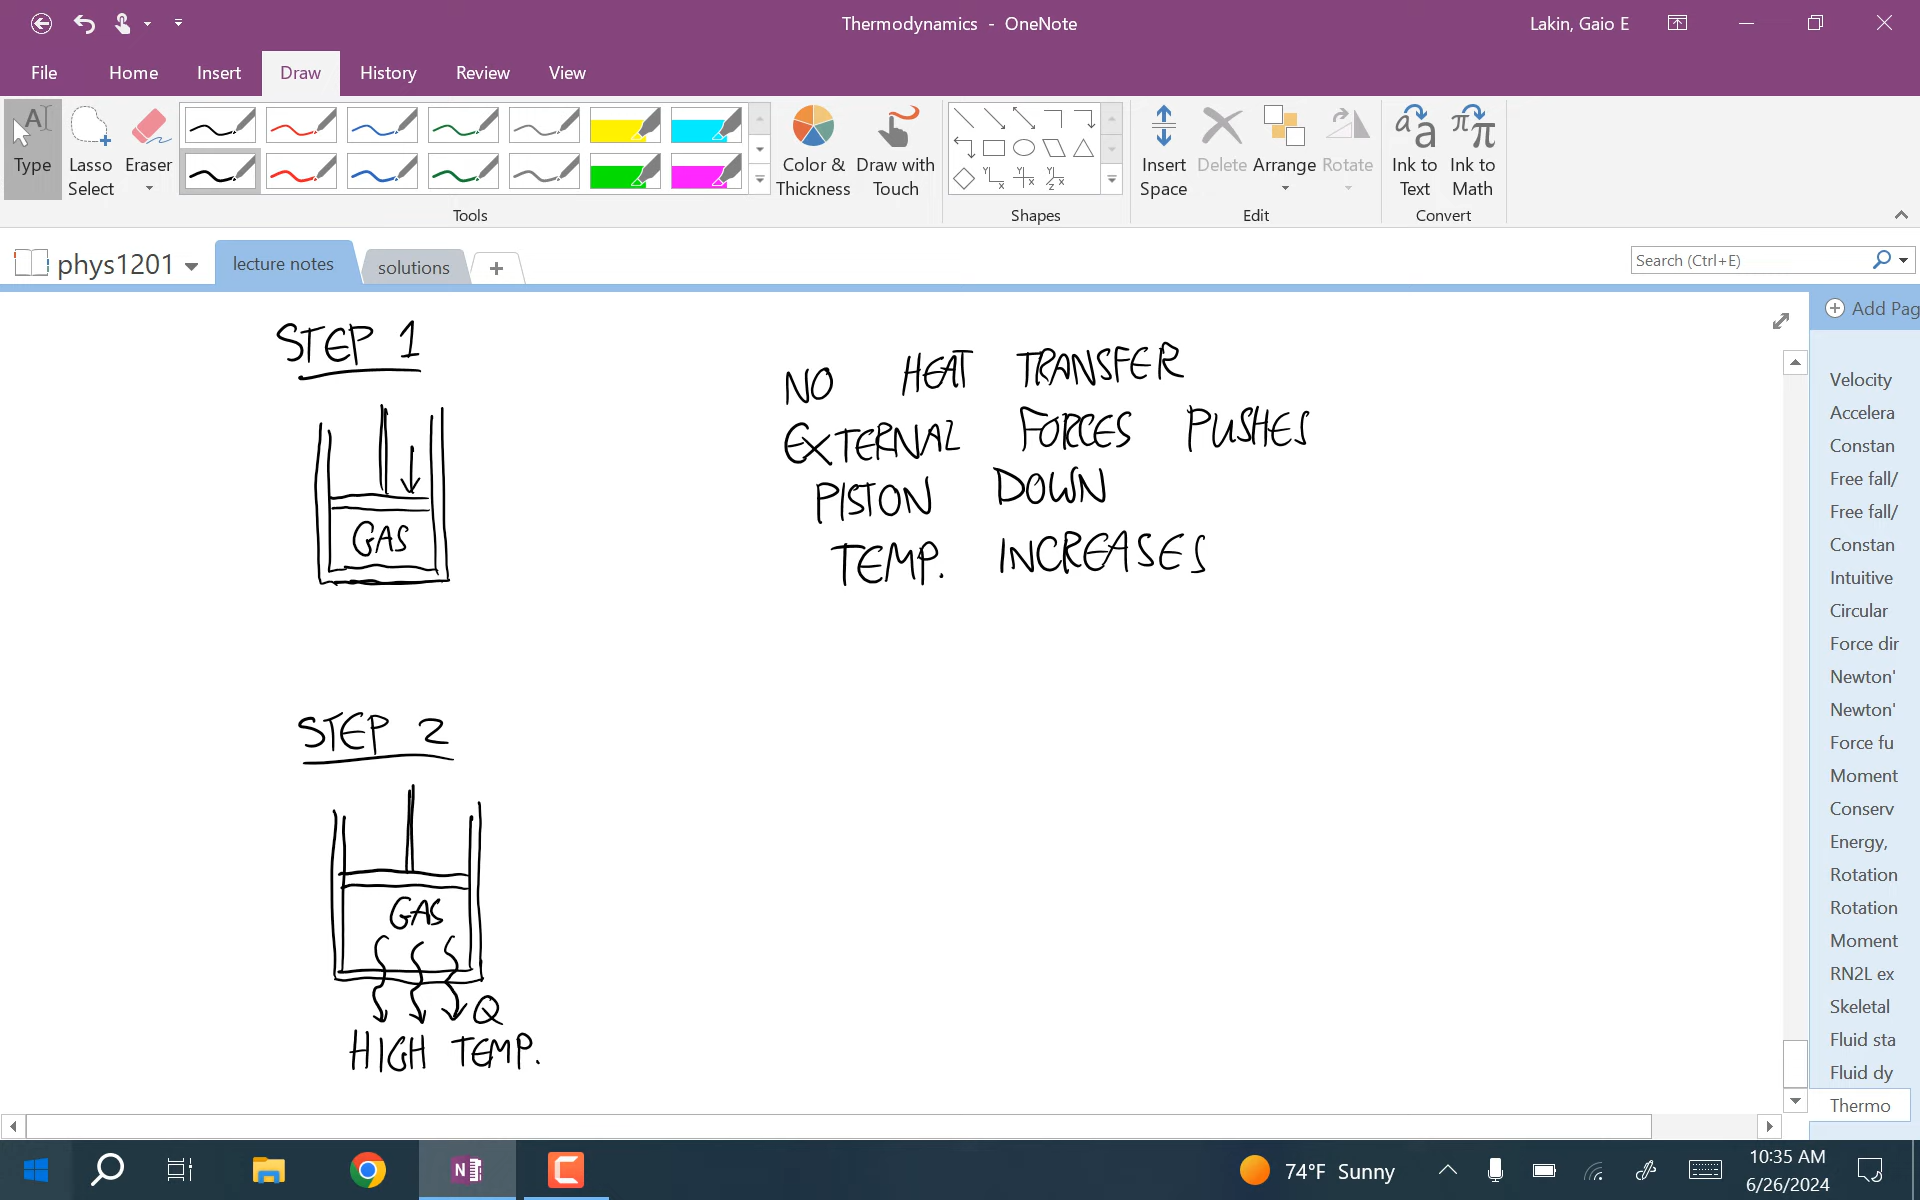 Thermodynamics - OneNote
Lakin, Gaio E
File Home Insert Draw History Review View
Type
Lasso Select
Eraser
Color & Thickness
Draw with Touch
Insert Space
Delete
Arrange
Rotate
Ink to Text
Ink to Math
Tools
Shapes
Edit
Convert
phys1201
lecture notes
solutions
Search (Ctrl+E)
Add Pag
STEP 1
GAS
NO HEAT TRANSFER
EXTERNAL FORCES PUSHES
PISTON DOWN
TEMP. INCREASES
STEP 2
GAS
Q
HIGH TEMP.
Velocity
Accelera
Constan
Free fall/
Free fall/
Constan
Intuitive
Circular
Force dir
Newton'
Newton'
Force fu
Moment
Conserv
Energy,
Rotation
Rotation
Moment
RN2L ex
Skeletal
Fluid sta
Fluid dy
Thermo
74°F Sunny
10:35 AM
6/26/2024